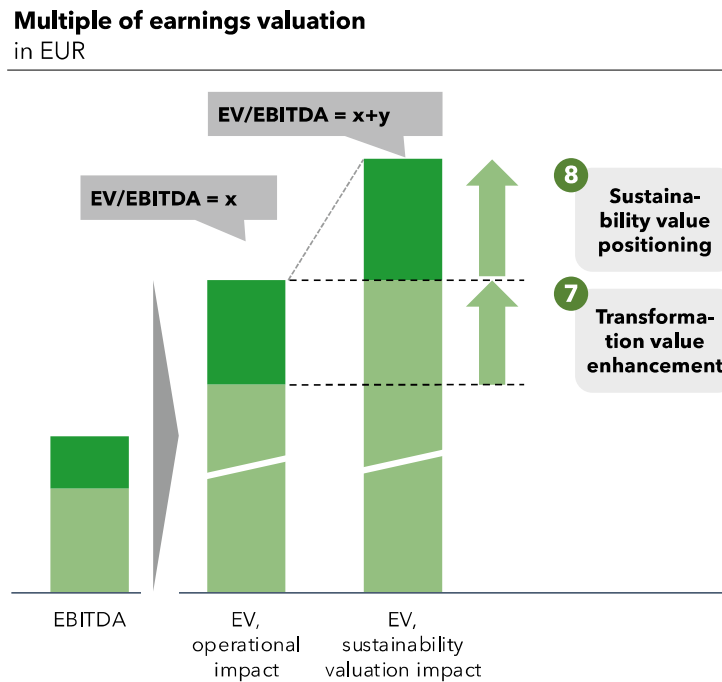 Multiple of earnings valuation
in EUR
EV/EBITDA = x+y
EV/EBITDA = x
8
Sustaina-
bility value
positioning
7
Transforma-
tion value
enhancement
EBITDA
EV,
operational
impact
EV,
sustainability
valuation impact